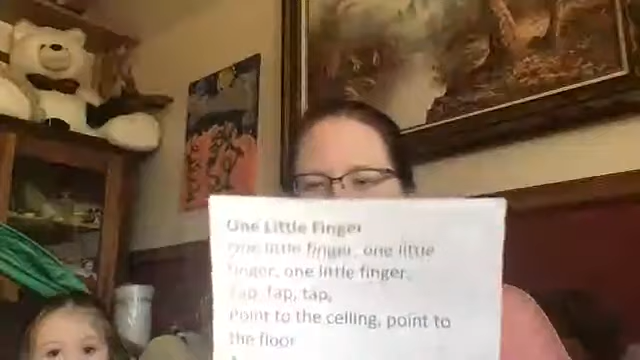 One Little Finger
One little finger, one little
finger, one little finger,
Tap, tap, tap,
Point to the ceiling, point to
the floor